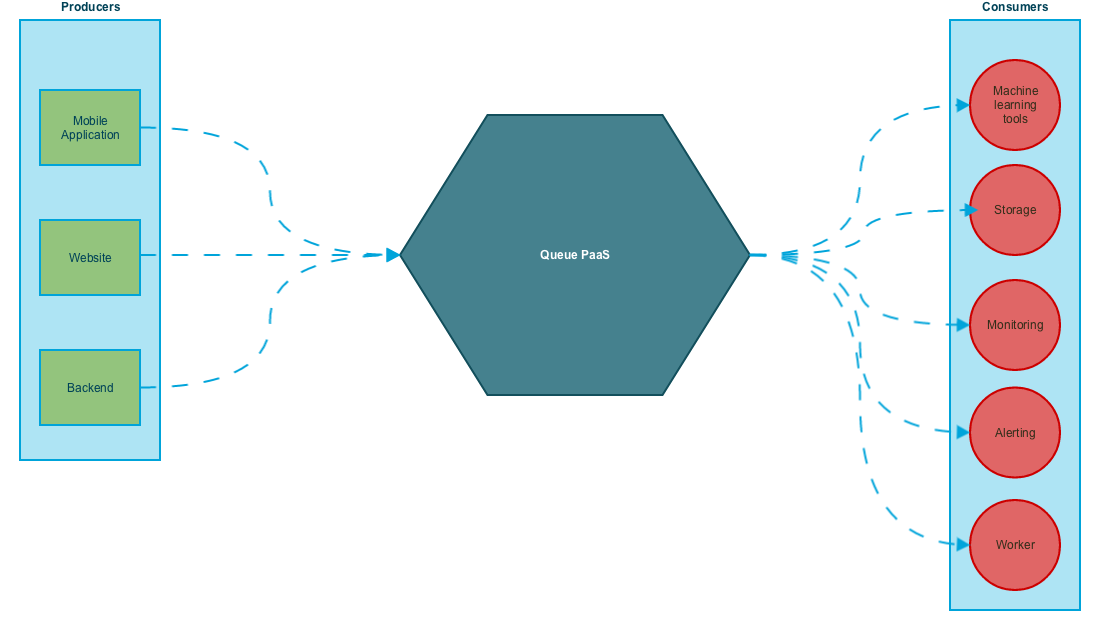 Producers
Consumers
Mobile
Application
Website
Backend
Queue PaaS
Machine
learning
tools
Storage
Monitoring
Alerting
Worker